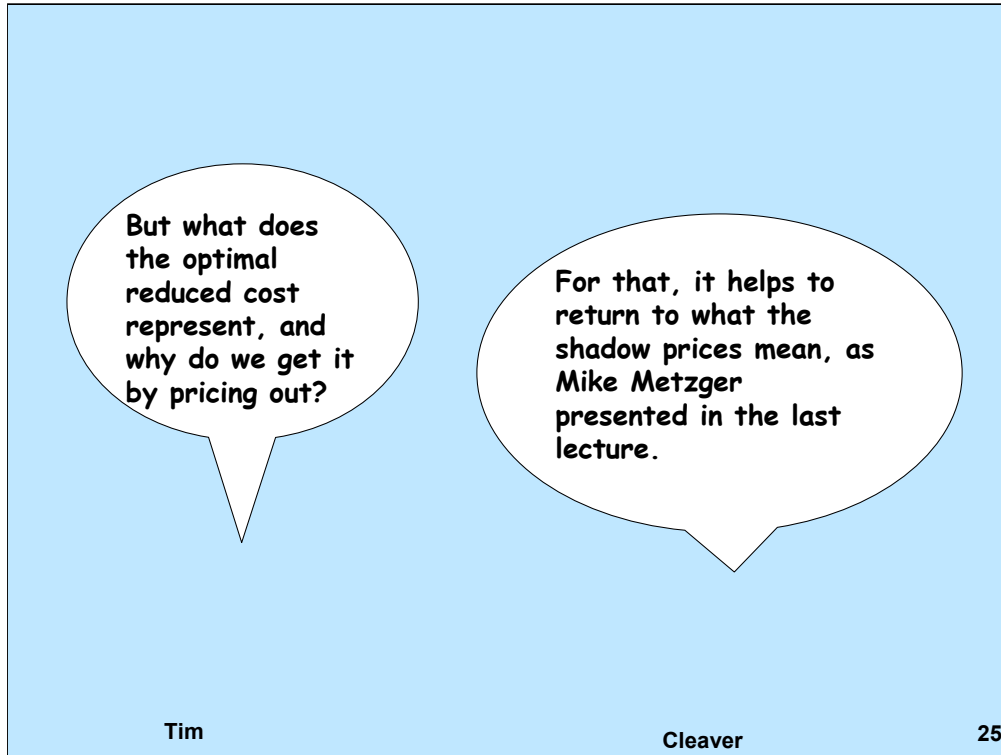 But what does
the optimal
reduced cost
represent, and
why do we get it
by pricing out?
For that, it helps to
return to what the
shadow prices mean, as
Mike Metzger
presented in the last
lecture.
Tim
Cleaver
25